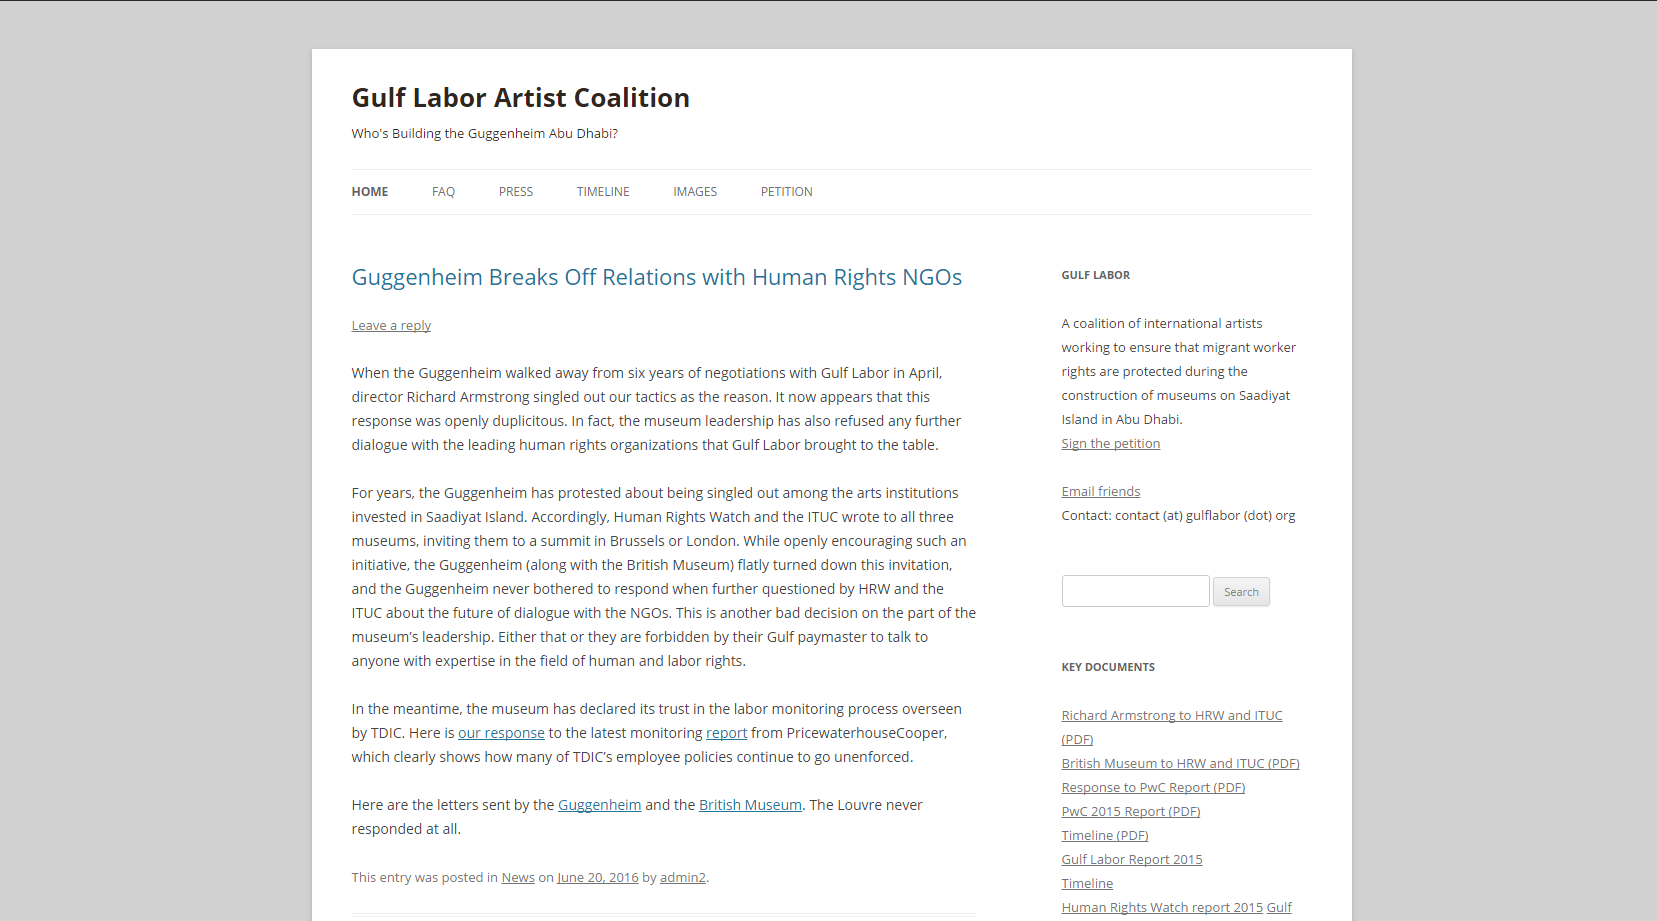 Gulf Labor Artist Coalition
Who's Building the Guggenheim Abu Dhabi?
HOME FAQ PRESS TIMELINE IMAGES PETITION
Guggenheim Breaks Off Relations with Human Rights NGOs
Leave a reply
When the Guggenheim walked away from six years of negotiations with Gulf Labor in April,
director Richard Armstrong singled out our tactics as the reason. It now appears that this
response was openly duplicitous. In fact, the museum leadership has also refused any further
dialogue with the leading human rights organizations that Gulf Labor brought to the table.
For years, the Guggenheim has protested about being singled out among the arts institutions
invested in Saadiyat Island. Accordingly, Human Rights Watch and the ITUC wrote to all three
museums, inviting them to a summit in Brussels or London. While openly encouraging such an
initiative, the Guggenheim (along with the British Museum) flatly turned down this invitation,
and the Guggenheim never bothered to respond when further questioned by HRW and the
ITUC about the future of dialogue with the NGOs. This is another bad decision on the part of the
museum’s leadership. Either that or they are forbidden by their Gulf paymaster to talk to
anyone with expertise in the field of human and labor rights.
In the meantime, the museum has declared its trust in the labor monitoring process overseen
by TDIC. Here is our response to the latest monitoring report from PricewaterhouseCooper,
which clearly shows how many of TDIC’s employee policies continue to go unenforced.
Here are the letters sent by the Guggenheim and the British Museum. The Louvre never
responded at all.
This entry was posted in News on June 20, 2016 by admin2.
GULF LABOR
A coalition of international artists
working to ensure that migrant worker
rights are protected during the
construction of museums on Saadiyat
Island in Abu Dhabi.
Sign the petition
Email friends
Contact: contact (at) gulflabor (dot) org
Search
KEY DOCUMENTS
Richard Armstrong to HRW and ITUC
(PDF)
British Museum to HRW and ITUC (PDF)
Response to PwC Report (PDF)
PwC 2015 Report (PDF)
Timeline (PDF)
Gulf Labor Report 2015
Timeline
Human Rights Watch report 2015 Gulf